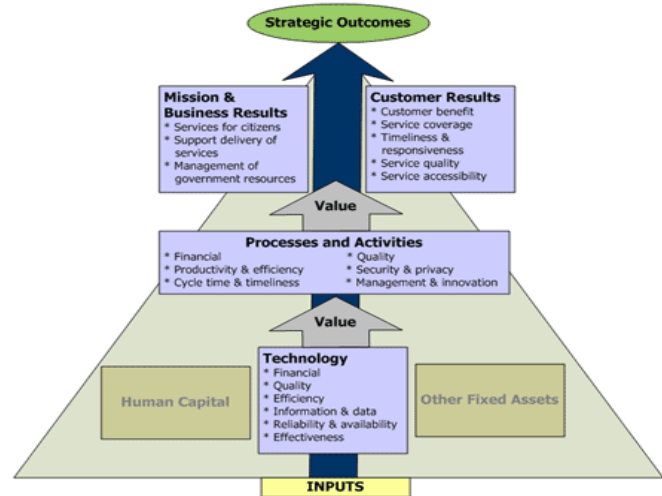 Strategic Outcomes
Mission &
Business Results
* Services for citizens
* Support delivery of
services
* Management of
government resources
Customer Results
* Customer benefit
* Service coverage
* Timeliness &
responsiveness
* Service quality
* Service accessibility
Value
Processes and Activities
* Financial
* Productivity & efficiency
* Cycle time & timeliness
* Quality
* Security & privacy
* Management & innovation
Value
Technology
* Financial
* Quality
* Efficiency
* Information & data
* Reliability & availability
* Effectiveness
Human Capital
Other Fixed Assets
INPUTS